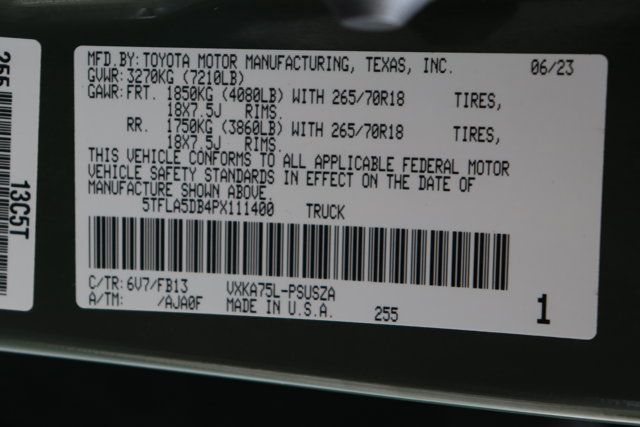 MFD.BY:TOYOTA MOTOR MANUFACTURING, TEXAS, INC. 06/23
GVWR:3270KG (7210LB)
GAWR:FRT. 1850KG (4080LB) WITH 265/70R18 TIRES,
18X7.5J RIMS.
RR. 1750KG (3860LB) WITH 265/70R18 TIRES,
18X7.5J RIMS.
THIS VEHICLE CONFORMS TO ALL APPLICABLE FEDERAL MOTOR
VEHICLE SAFETY STANDARDS IN EFFECT ON THE DATE OF
MANUFACTURE SHOWN ABOVE.
5TFLA5DB4PX111400 TRUCK
C/TR: 6V7/FB13 VXKA75L-PSUSZA
A/TM: /AJA0F MADE IN U.S.A. 255 1
255
13C5T